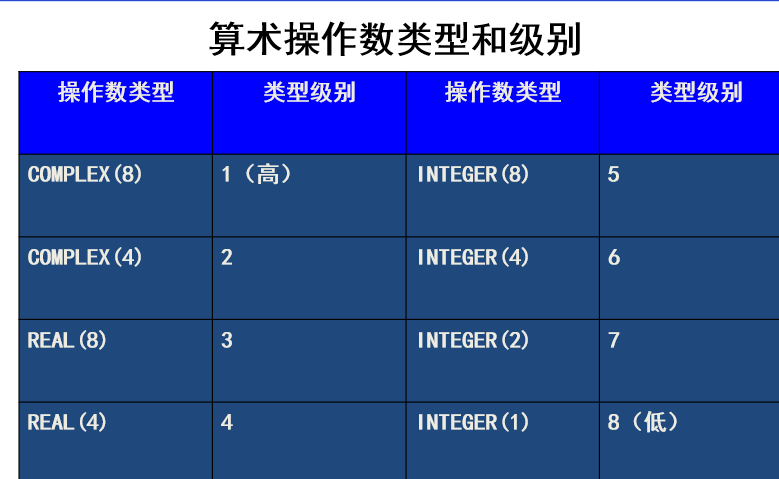 算术操作数类型和级别
操作数类型 类型级别 操作数类型 类型级别
COMPLEX(8) 1（高） INTEGER(8) 5
COMPLEX(4) 2 INTEGER(4) 6
REAL(8) 3 INTEGER(2) 7
REAL(4) 4 INTEGER(1) 8（低）